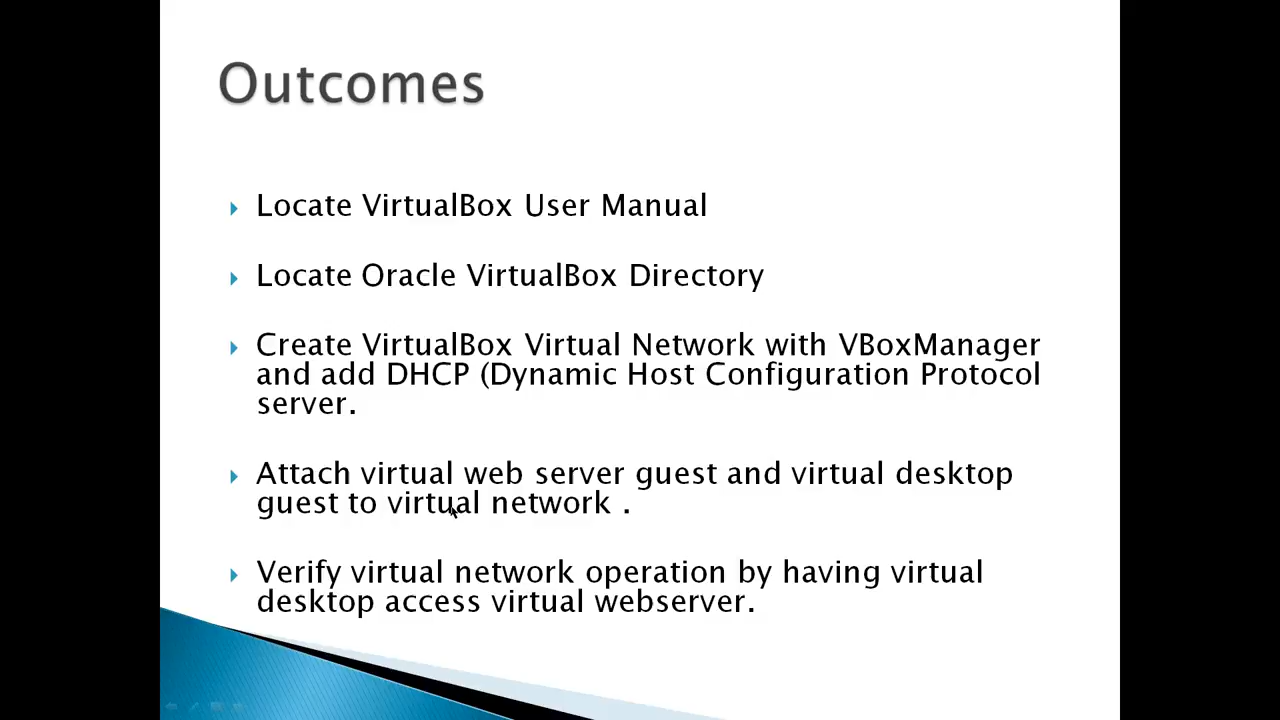 Outcomes
Locate VirtualBox User Manual
Locate Oracle VirtualBox Directory
Create VirtualBox Virtual Network with VBoxManager
and add DHCP (Dynamic Host Configuration Protocol
server.
Attach virtual web server guest and virtual desktop
guest to virtual network .
Verify virtual network operation by having virtual
desktop access virtual webserver.